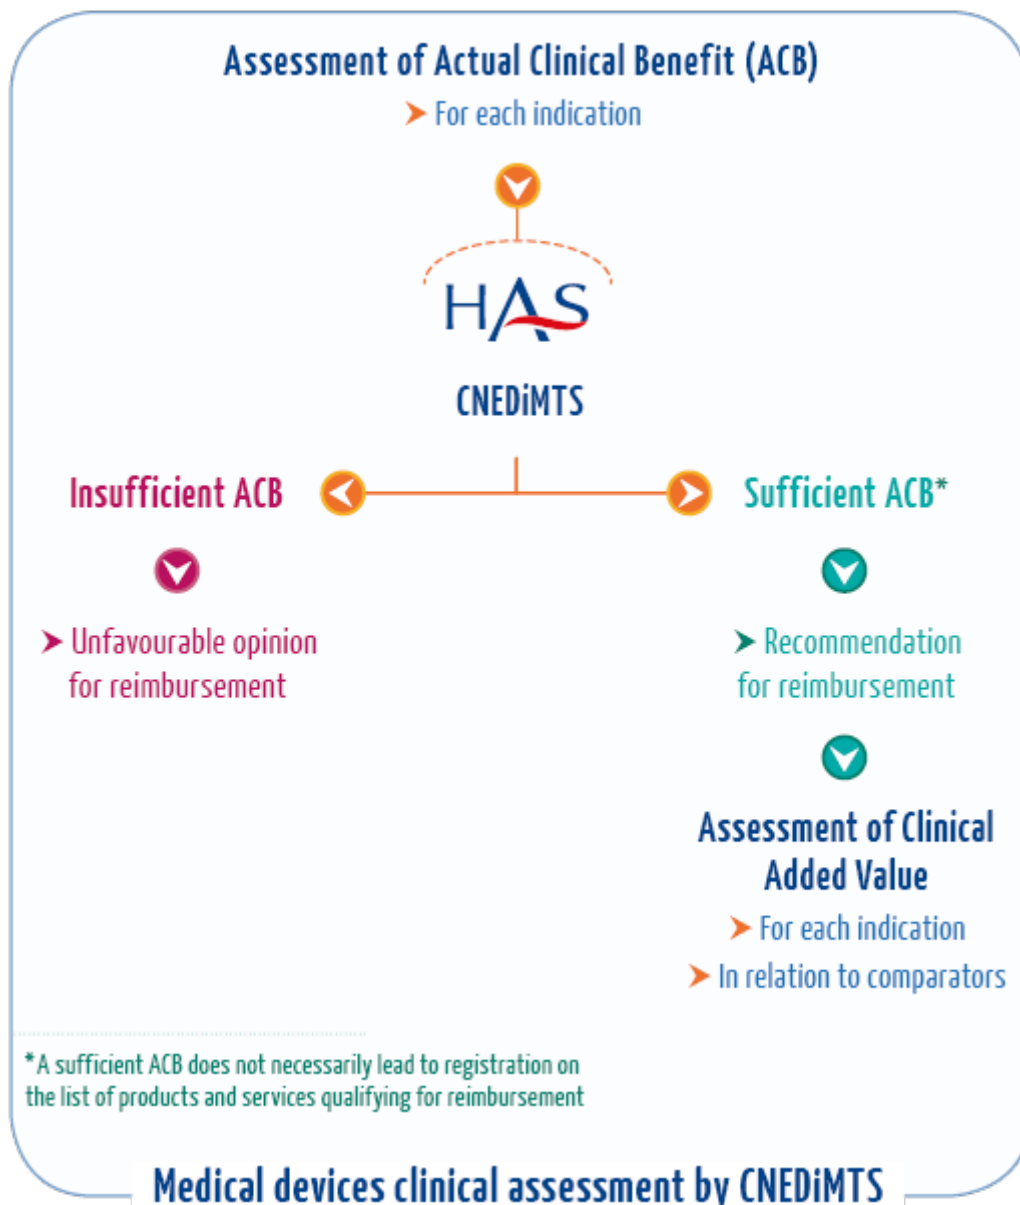 Assessment of Actual Clinical Benefit (ACB)
➤ For each indication
HAS
CNEDiMTS
Insufficient ACB
Sufficient ACB*
➤ Unfavourable opinion
for reimbursement
➤ Recommendation
for reimbursement
Assessment of Clinical
Added Value
➤ For each indication
➤ In relation to comparators
*A sufficient ACB does not necessarily lead to registration on
the list of products and services qualifying for reimbursement
Medical devices clinical assessment by CNEDiMTS